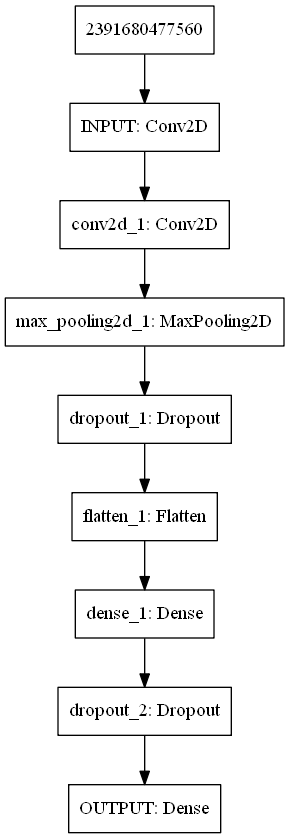 2391680477560
INPUT: Conv2D
conv2d_1: Conv2D
max_pooling2d_1: MaxPooling2D
dropout_1: Dropout
flatten_1: Flatten
dense_1: Dense
dropout_2: Dropout
OUTPUT: Dense